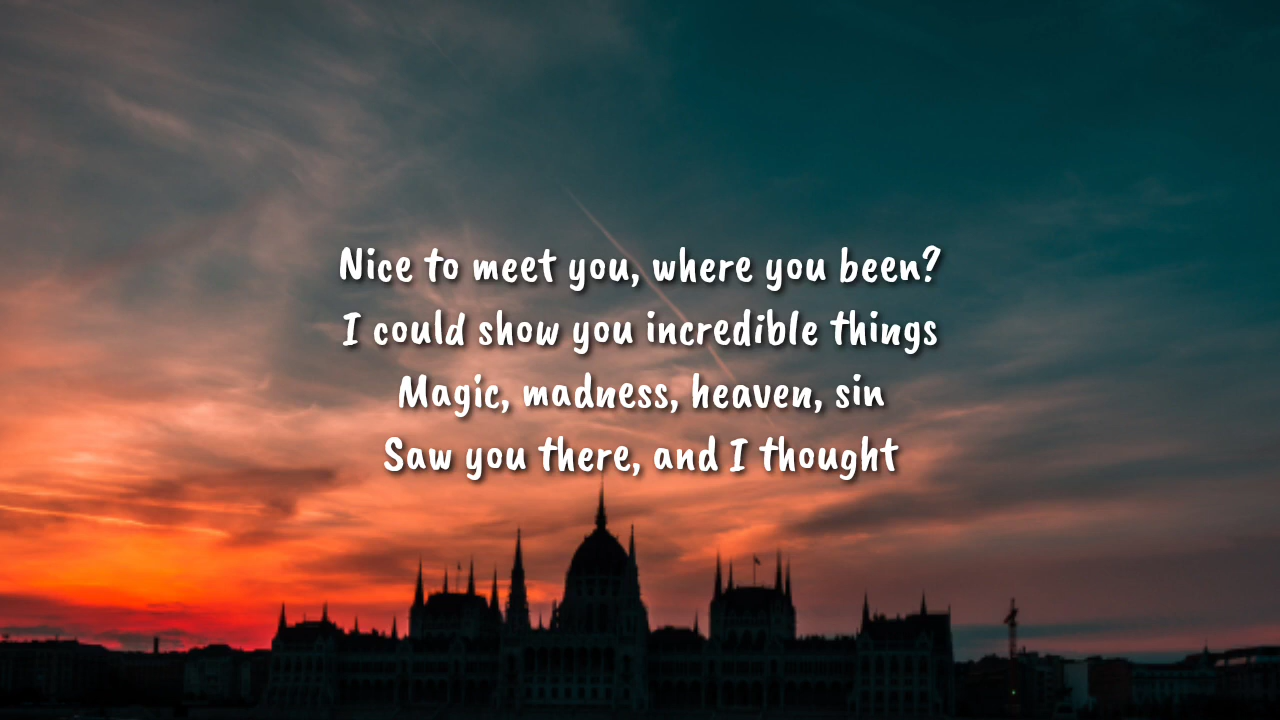 Nice to meet you, where you been?
I could show you incredible things
Magic, madness, heaven, sin
Saw you there, and I thought